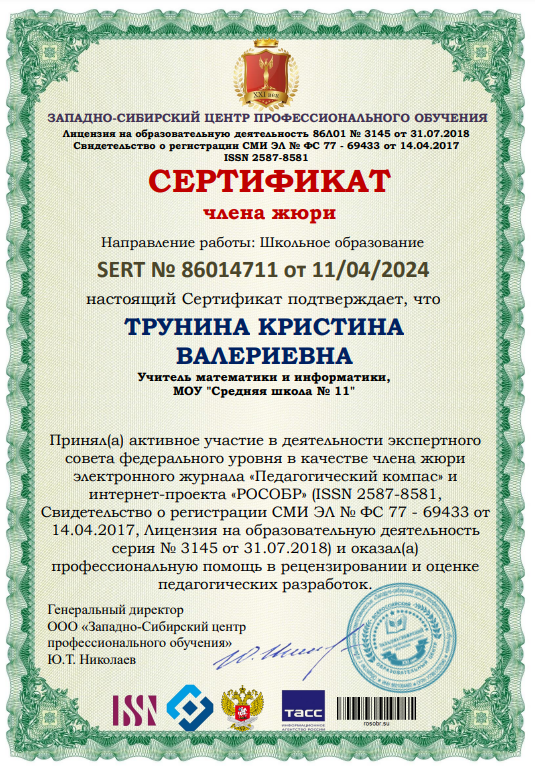 XXI век
ЗАПАДНО-СИБИРСКИЙ ЦЕНТР ПРОФЕССИОНАЛЬНОГО ОБУЧЕНИЯ
Лицензия на образовательную деятельность 86Л01 № 3145 от 31.07.2018
Свидетельство о регистрации СМИ ЭЛ № ФС 77 - 69433 от 14.04.2017
ISSN 2587-8581
СЕРТИФИКАТ
члена жюри
Направление работы: Школьное образование
SERT № 86014711 от 11/04/2024
настоящий Сертификат подтверждает, что
ТРУНИНА КРИСТИНА
ВАЛЕРИЕВНА
Учитель математики и информатики,
МОУ "Средняя школа № 11"
Принял(а) активное участие в деятельности экспертного
совета федерального уровня в качестве члена жюри
электронного журнала «Педагогический компас» и
интернет-проекта «РОСОБР» (ISSN 2587-8581,
Свидетельство о регистрации СМИ ЭЛ № ФС 77 - 69433 от
14.04.2017, Лицензия на образовательную деятельность
серия № 3145 от 31.07.2018) и оказал(а)
профессиональную помощь в рецензировании и оценке
педагогических разработок.
Генеральный директор
ООО «Западно-Сибирский центр
профессионального обучения»
Ю.Т. Николаев
ISSN
ТАСС
ИНФОРМАЦИОННОЕ
АГЕНТСТВО РОССИИ
rosobr.su